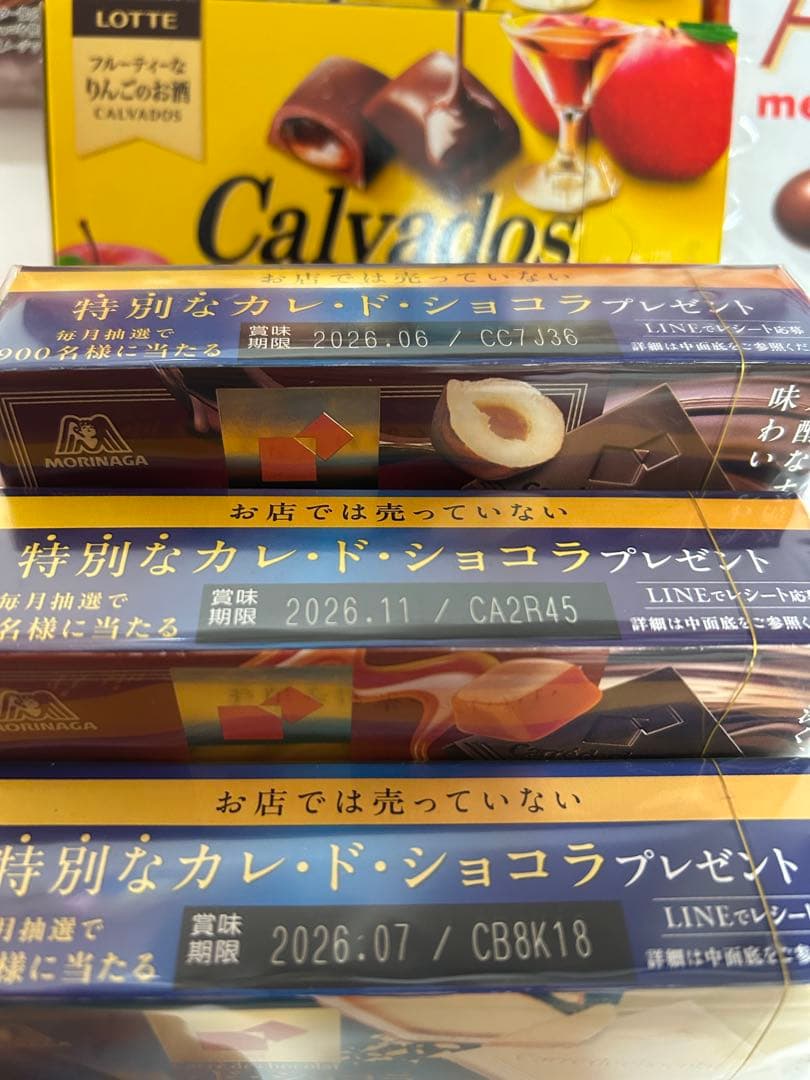 LOTTE
フルーティーな
りんごのお酒
CALVADOS
Calvados
me
お店では売っていない
特別なカレ・ド・ショコラプレゼント
毎月抽選で
900名様に当たる
賞味
期限
2026.06 / CC7J36
LINEでレシート応募
詳細は中面底をご参照くだ
MORINAGA
味わい
お店では売っていない
特別なカレ・ド・ショコラプレゼント
毎月抽選で
名様に当たる
賞味
期限
2026.11 / CA2R45
LINEでレシート応
詳細は中面底をご参照く
MORINAGA
お店では売っていない
特別なカレ・ド・ショコラプレゼント
月抽選で
様に当たる
賞味
期限
2026.07 / CB8K18
LINEでレシー
詳細は中面底をご参